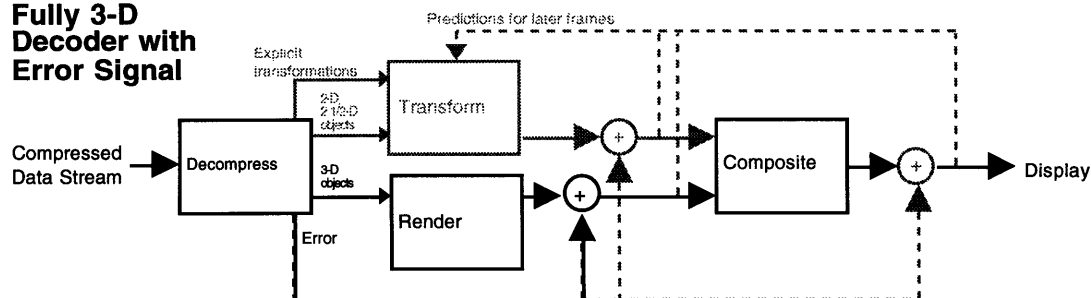 Fully 3-D
Decoder with
Error Signal
Predictions for later frames
Explicit
transformations
2-D
2 1/2-D
objects
Transform
Compressed
Data Stream
Decompress
3-D
objects
Render
Error
+
+
Composite
+
Display